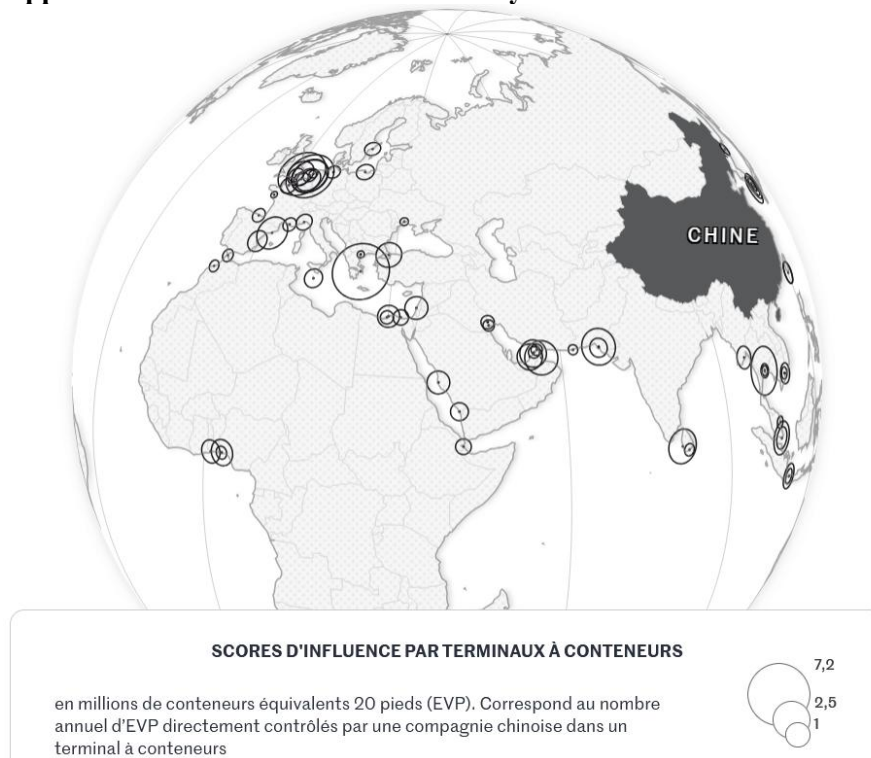 CHINE
SCORES D'INFLUENCE PAR TERMINAUX À CONTENEURS
7,2
en millions de conteneurs équivalents 20 pieds (EVP). Correspond au nombre
2,5
annuel d'EVP directement contrôlés par une compagnie chinoise dans un
1
terminal à conteneurs